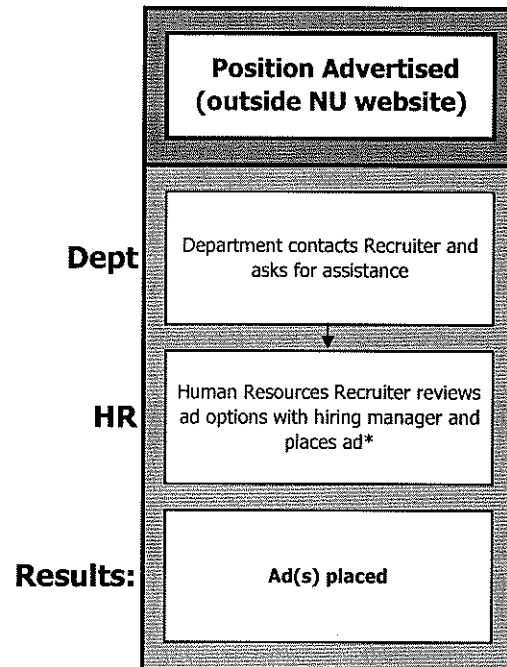 Position Advertised
(outside NU website)
Dept
Department contacts Recruiter and
asks for assistance
HR
Human Resources Recruiter reviews
ad options with hiring manager and
places ad*
Results:
Ad(s) placed